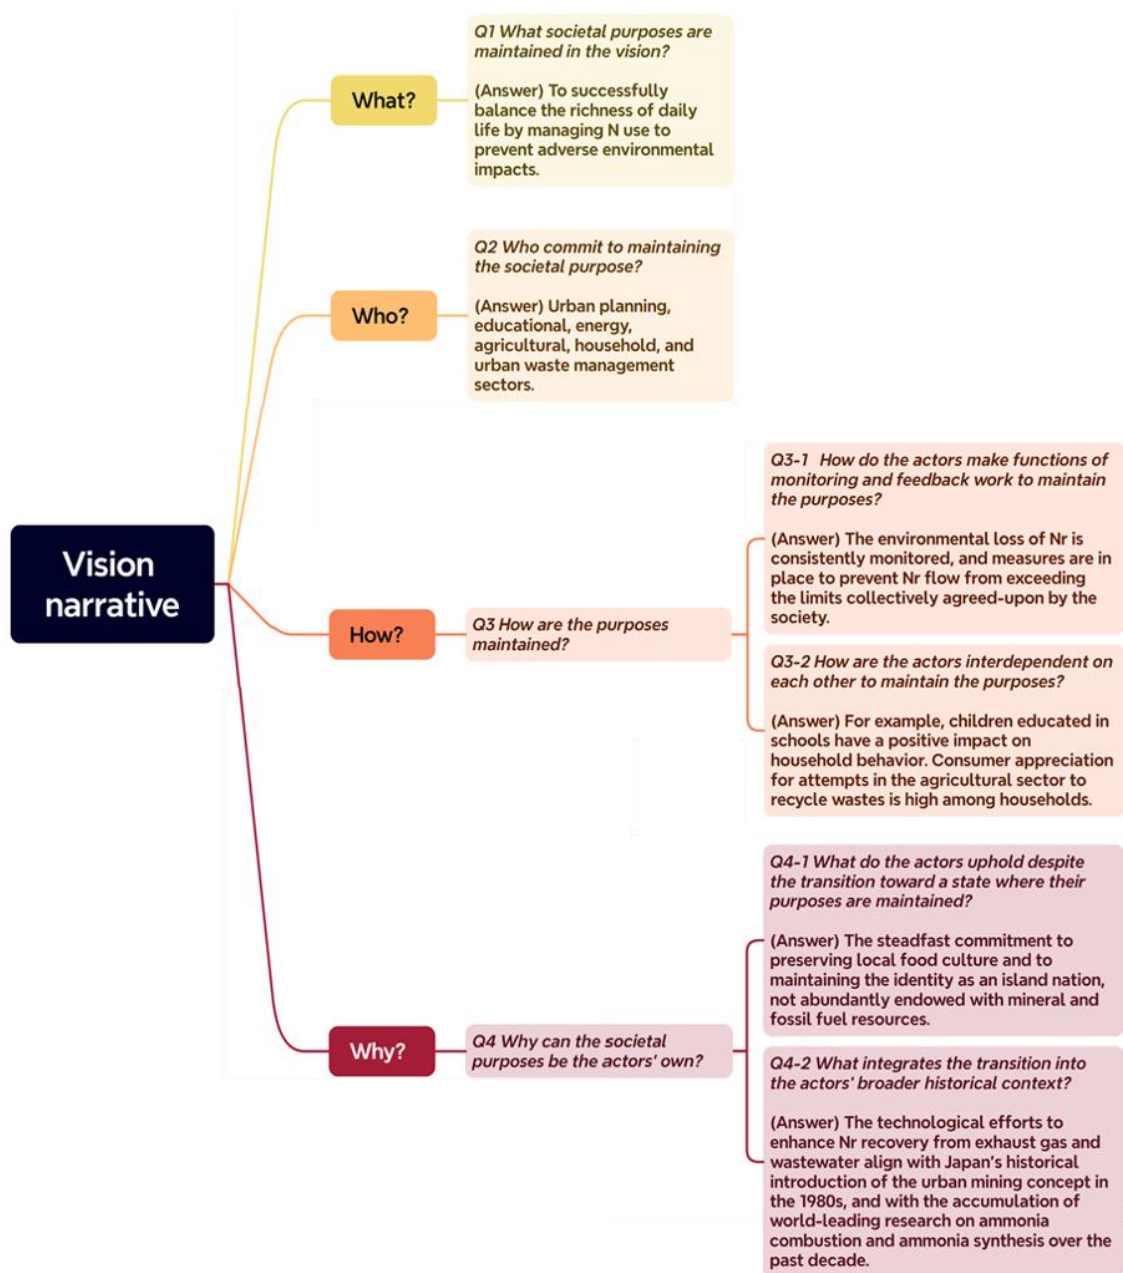 Vision
narrative
What?
Q1 What societal purposes are
maintained in the vision?
(Answer) To successfully
balance the richness of daily
life by managing N use to
prevent adverse environmental
impacts.
Who?
Q2 Who commit to maintaining
the societal purpose?
(Answer) Urban planning,
educational, energy,
agricultural, household, and
urban waste management
sectors.
How?
Q3 How are the purposes
maintained?
Q3-1 How do the actors make functions of
monitoring and feedback work to maintain
the purposes?
(Answer) The environmental loss of Nr is
consistently monitored, and measures are in
place to prevent Nr flow from exceeding
the limits collectively agreed-upon by the
society.
Q3-2 How are the actors interdependent on
each other to maintain the purposes?
(Answer) For example, children educated in
schools have a positive impact on
household behavior. Consumer appreciation
for attempts in the agricultural sector to
recycle wastes is high among households.
Why?
Q4 Why can the societal
purposes be the actors' own?
Q4-1 What do the actors uphold despite
the transition toward a state where their
purposes are maintained?
(Answer) The steadfast commitment to
preserving local food culture and to
maintaining the identity as an island nation,
not abundantly endowed with mineral and
fossil fuel resources.
Q4-2 What integrates the transition into
the actors' broader historical context?
(Answer) The technological efforts to
enhance Nr recovery from exhaust gas and
wastewater align with Japan's historical
introduction of the urban mining concept in
the 1980s, and with the accumulation of
world-leading research on ammonia
combustion and ammonia synthesis over the
past decade.